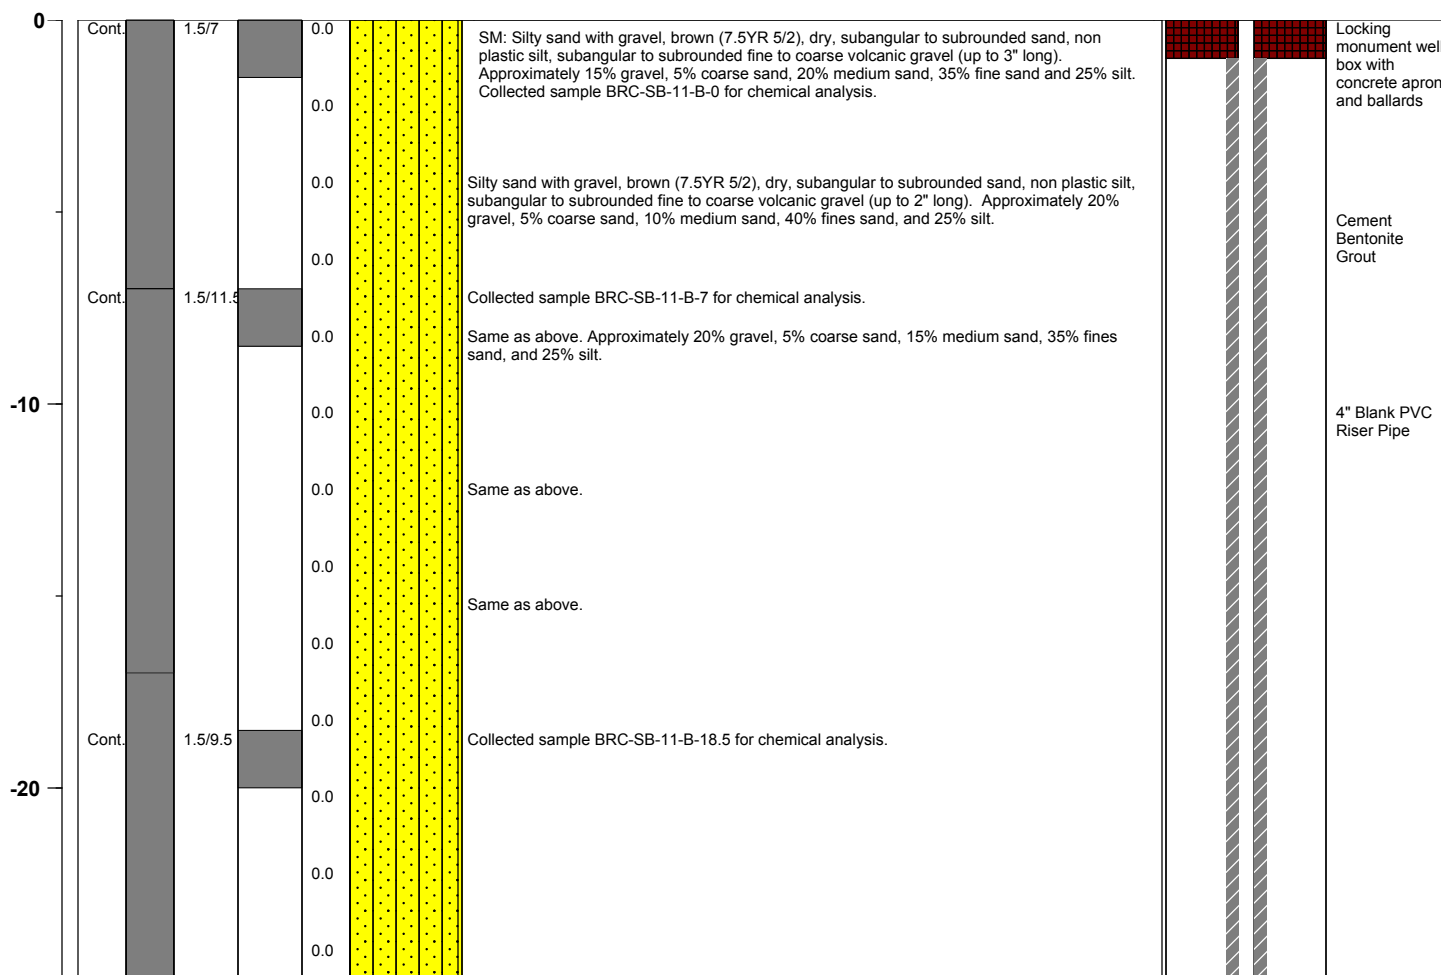 0
Cont.
1.5/7
0.0
SM: Silty sand with gravel, brown (7.5YR 5/2), dry, subangular to subrounded sand, non
plastic silt, subangular to subrounded fine to coarse volcanic gravel (up to 3" long).
Approximately 15% gravel, 5% coarse sand, 20% medium sand, 35% fine sand and 25% silt.
Collected sample BRC-SB-11-B-0 for chemical analysis.
Locking
monument well
box with
concrete apron
and ballards
0.0
0.0
Silty sand with gravel, brown (7.5YR 5/2), dry, subangular to subrounded sand, non plastic silt,
subangular to subrounded fine to coarse volcanic gravel (up to 2" long).  Approximately 20%
gravel, 5% coarse sand, 10% medium sand, 40% fines sand, and 25% silt.
Cement
Bentonite
Grout
0.0
Cont.
1.5/11.5
Collected sample BRC-SB-11-B-7 for chemical analysis.
0.0
Same as above. Approximately 20% gravel, 5% coarse sand, 15% medium sand, 35% fines
sand, and 25% silt.
-10
0.0
4" Blank PVC
Riser Pipe
0.0
Same as above.
0.0
Same as above.
0.0
0.0
Cont.
1.5/9.5
Collected sample BRC-SB-11-B-18.5 for chemical analysis.
-20
0.0
0.0
0.0